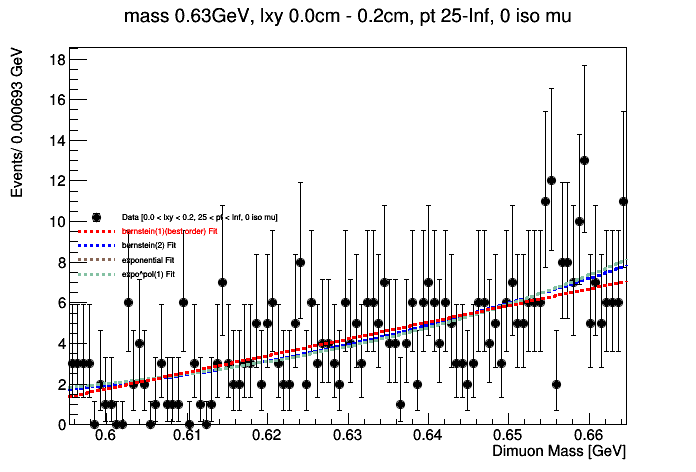 mass 0.63GeV, lxy 0.0cm - 0.2cm, pt 25-Inf, 0 iso mu
Events/ 0.000693 GeV
18
16
14
12
10
8
6
4
2
0
Data [0.0 < lxy < 0.2, 25 < pt < Inf, 0 iso mu]
bernstein(1)(best order) Fit
bernstein(2) Fit
exponential Fit
expo*pol(1) Fit
0.6 0.61 0.62 0.63 0.64 0.65 0.66
Dimuon Mass [GeV]